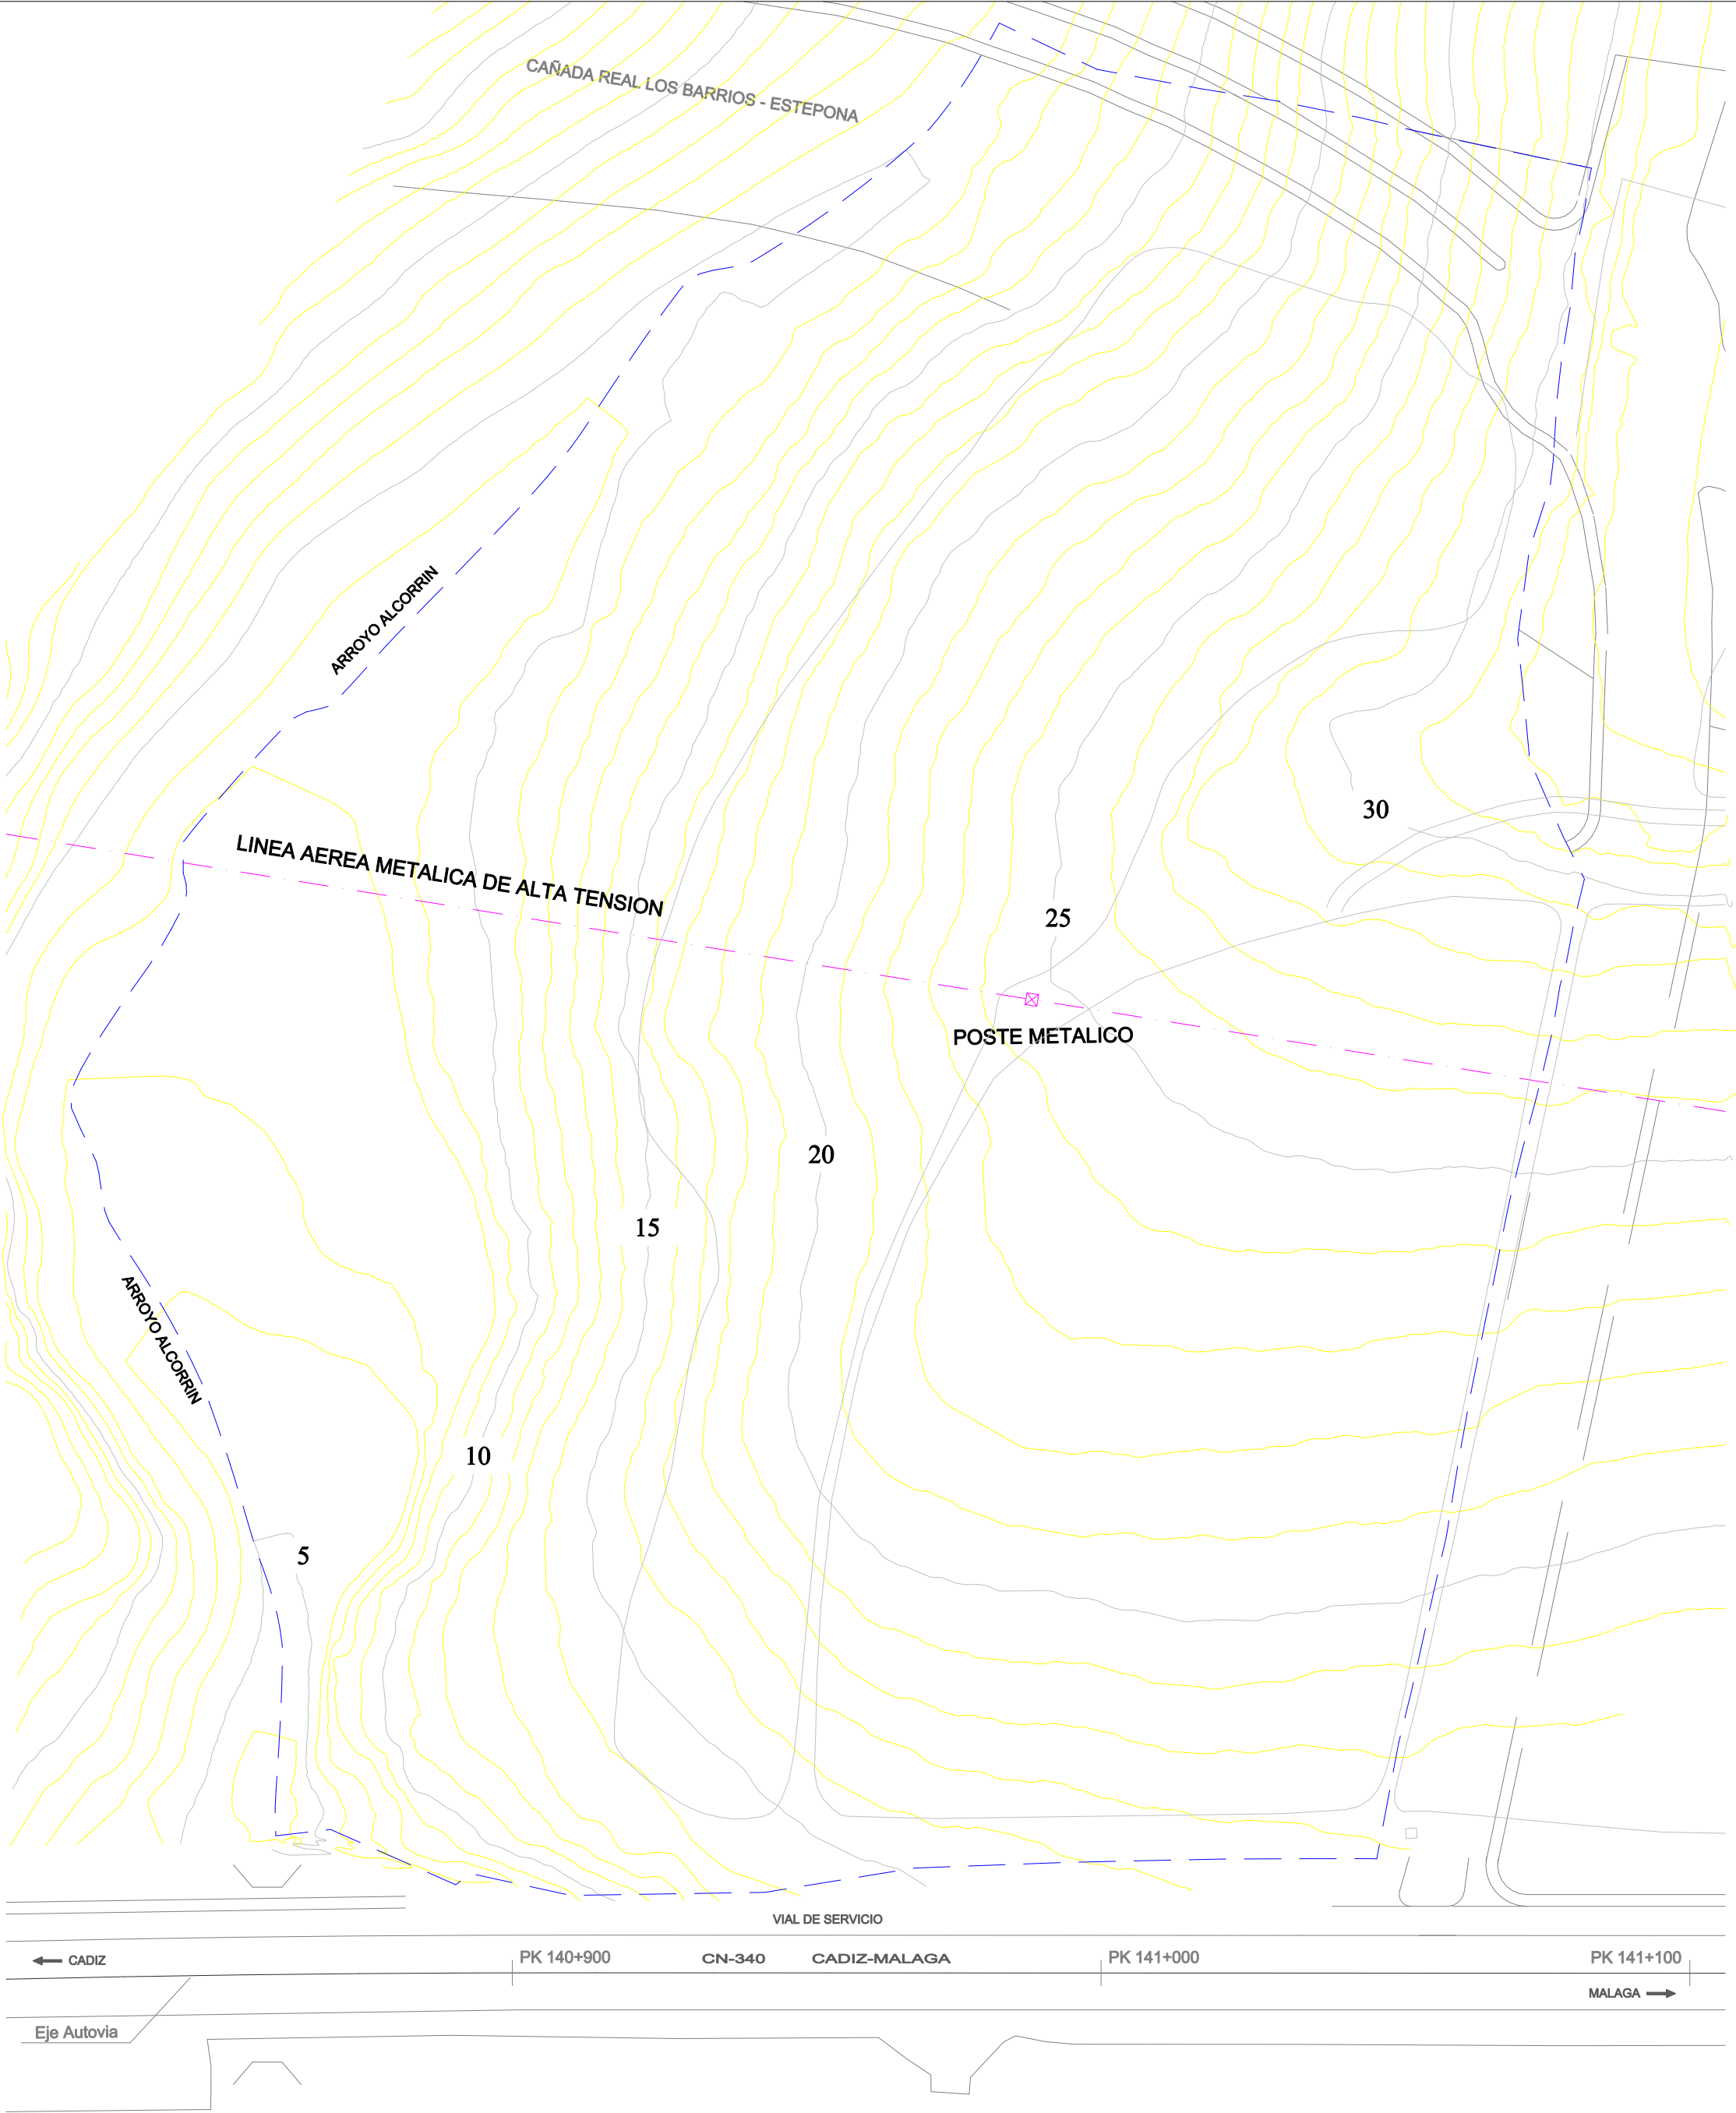 CAÑADA REAL LOS BARRIOS - ESTEPONA
ARROYO ALCORRIN
30
LINEA AEREA METALICA DE ALTA TENSION
25
POSTE METALICO
20
15
ARROYO ALCORRIN
10
5
VIAL DE SERVICIO
CADIZ
PK 140+900
CN-340 CADIZ-MALAGA
PK 141+000
PK 141+100
MALAGA
Eje Autovia